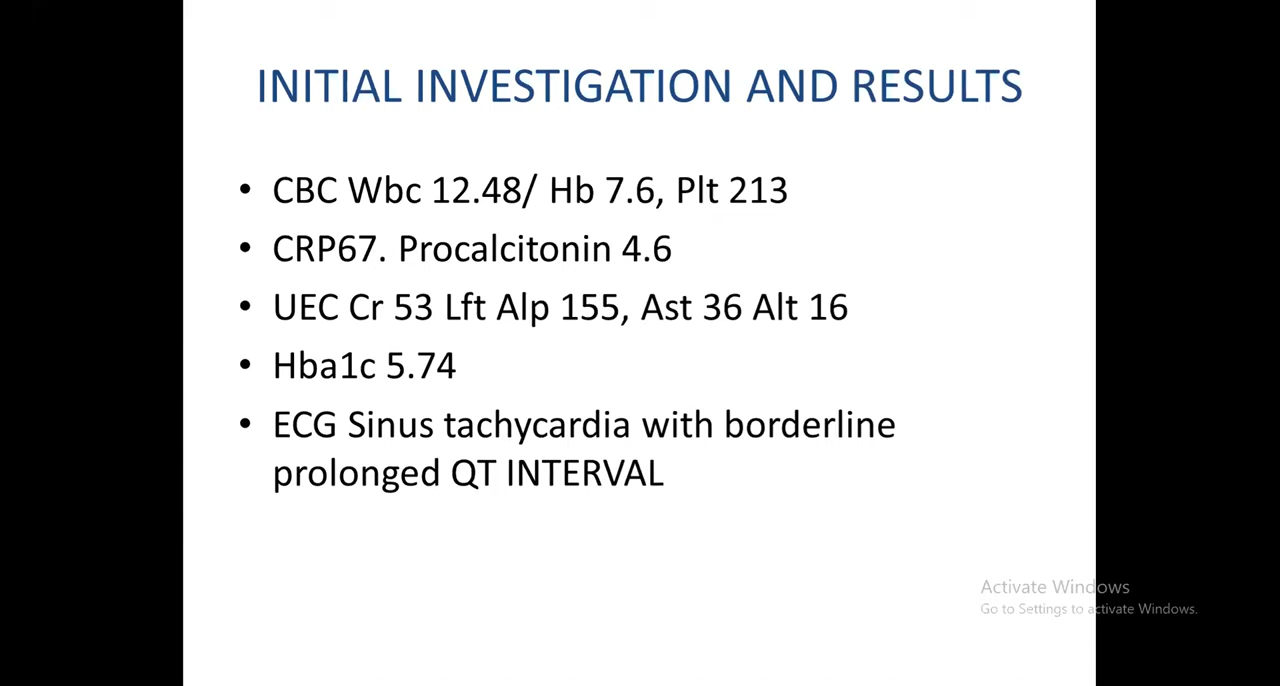 INITIAL INVESTIGATION AND RESULTS
• CBC Wbc 12.48/ Hb 7.6, Plt 213
• CRP67. Procalcitonin 4.6
• UEC Cr 53 Lft Alp 155, Ast 36 Alt 16
• Hba1c 5.74
• ECG Sinus tachycardia with borderline
prolonged QT INTERVAL
Activate Windows
Go to Settings to activate Windows.